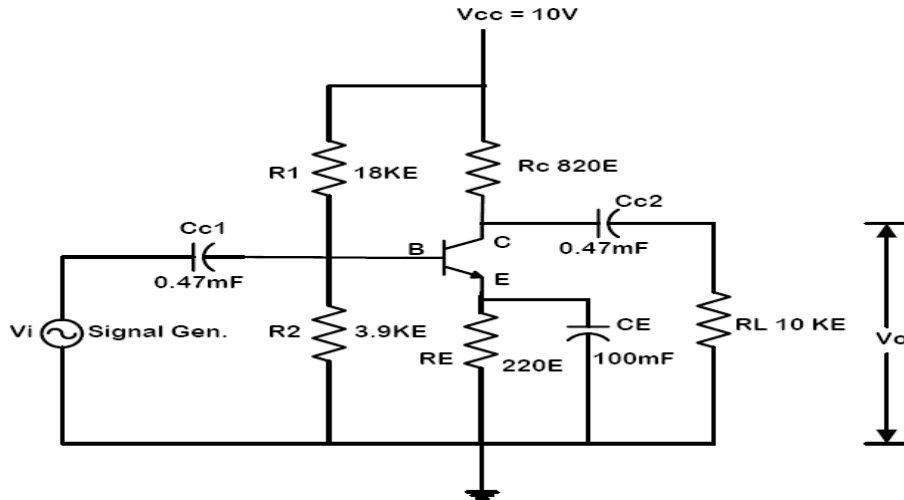 Vcc = 10V
R1 18KE
Rc 820E
Cc1
0.47mF
Cc2
0.47mF
B
C
E
Vi Signal Gen.
R2 3.9KE
RE 220E
CE
100mF
RL 10 KE